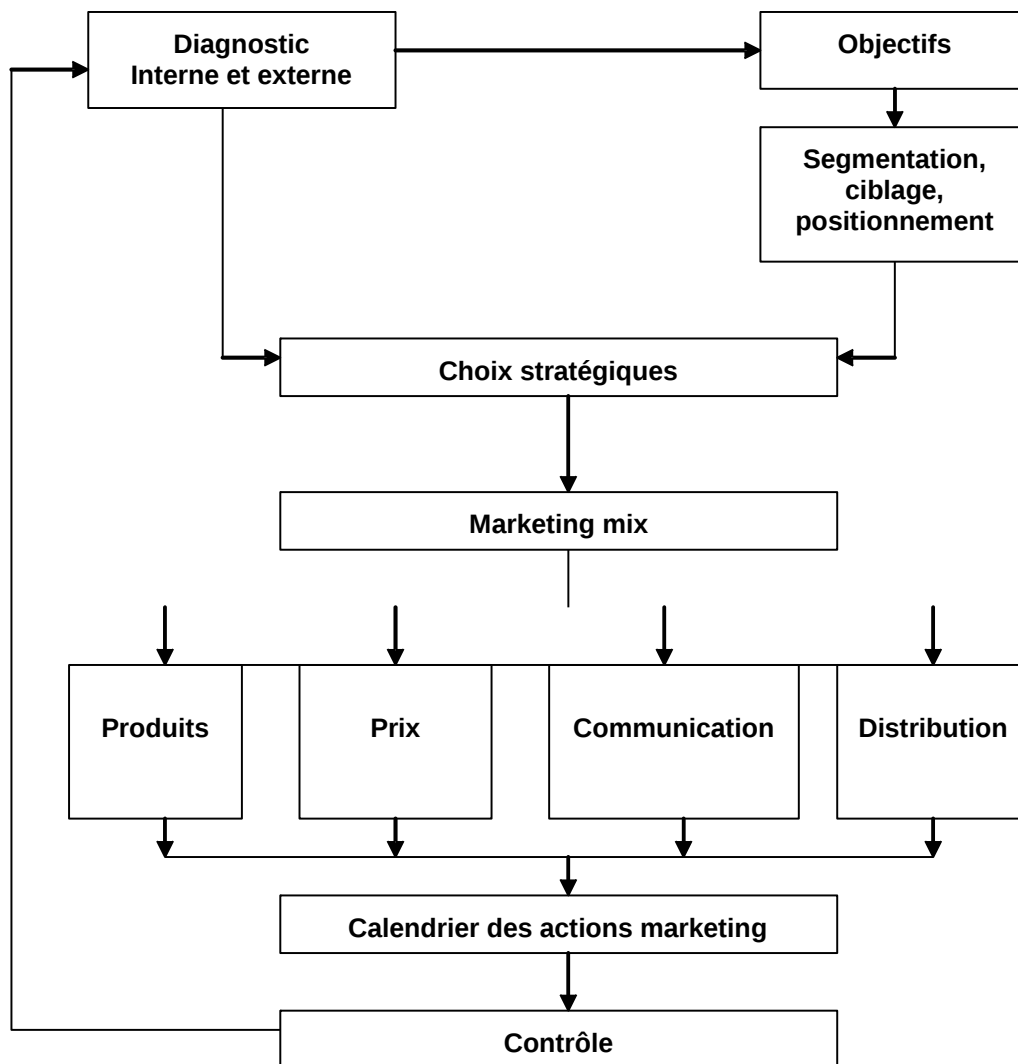 Diagnostic
Interne et externe
Objectifs
Segmentation,
ciblage,
positionnement
Choix stratégiques
Marketing mix
Produits
Prix
Communication
Distribution
Calendrier des actions marketing
Contrôle